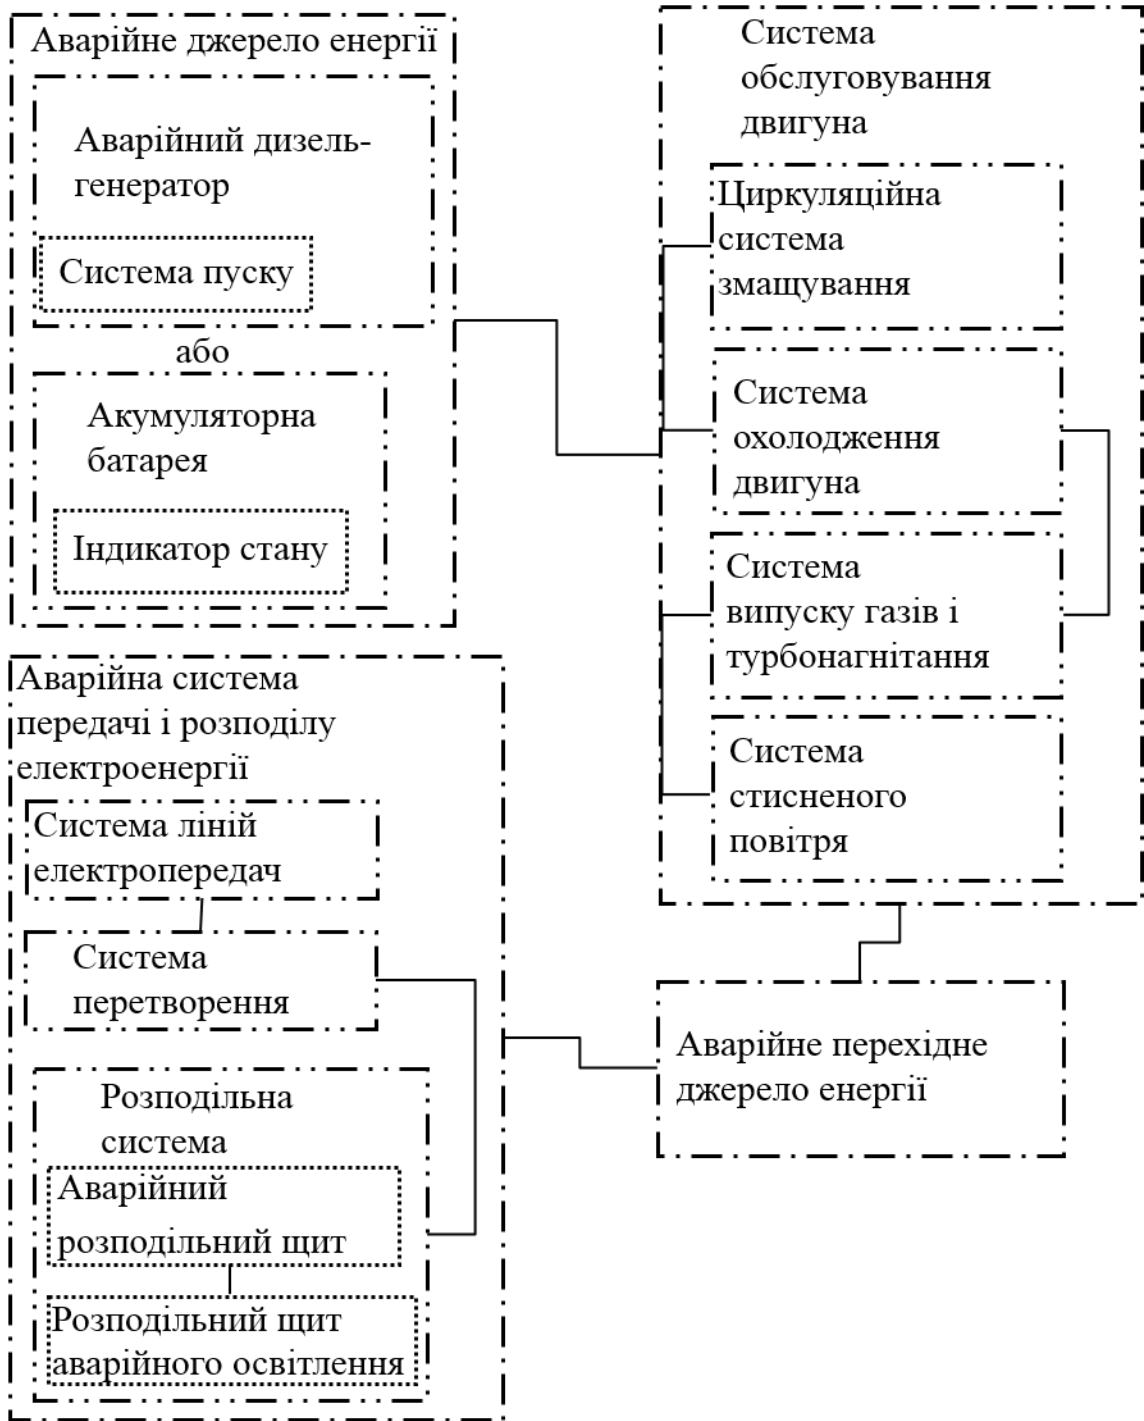 Аварійне джерело енергії
Аварійний дизель-
генератор
Система пуску
або
Акумуляторна
батарея
Індикатор стану
Система
обслуговування
двигуна
Циркуляційна
система
змащування
Система
охолодження
двигуна
Система
випуску газів і
турбонагнітання
Система
стисненого
повітря
Аварійна система
передачі і розподілу
електроенергії
Система ліній
електропередач
Система
перетворення
Розподільна
система
Аварійний
розподільний щит
Розподільний щит
аварійного освітлення
Аварійне перехідне
джерело енергії